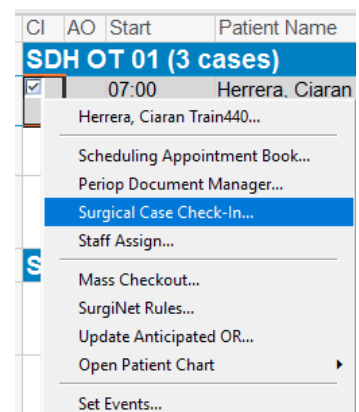 CI AO Start Patient Name
SDH OT 01 (3 cases)
07:00 Herrera, Ciaran
Herrera, Ciaran Train440...
Scheduling Appointment Book...
Periop Document Manager...
Surgical Case Check-In...
Staff Assign...
S
Mass Checkout...
SurgiNet Rules...
Update Anticipated OR...
Open Patient Chart
Set Events...